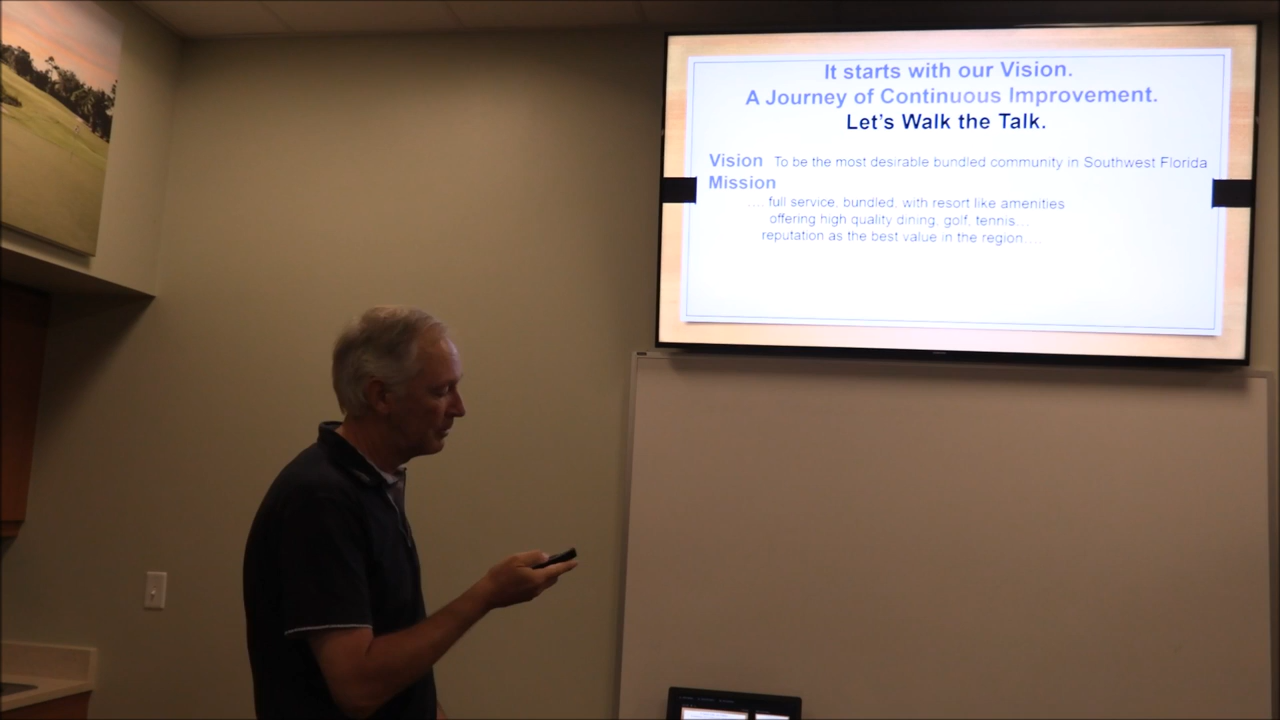 It starts with our Vision.
A Journey of Continuous Improvement.
Let's Walk the Talk.
Vision To be the most desirable bundled community in Southwest Florida
Mission
.... full service, bundled, with resort like amenities
offering high quality dining, golf, tennis...
reputation as the best value in the region....